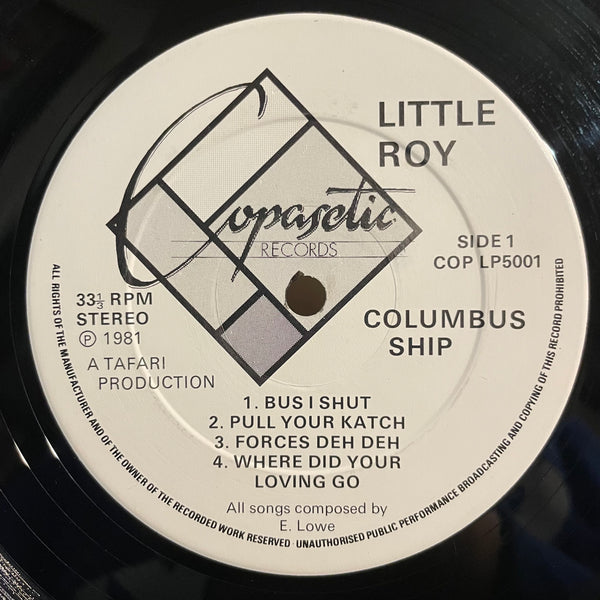 LITTLE
ROY
Copasetic
RECORDS
SIDE 1
COP LP5001
33⅓ RPM
STEREO
℗ 1981
A TAFARI
PRODUCTION
COLUMBUS
SHIP
1. BUS I SHUT
2. PULL YOUR KATCH
3. FORCES DEH DEH
4. WHERE DID YOUR
LOVING GO
All songs composed by
E. Lowe
ALL RIGHTS OF THE MANUFACTURER AND OF THE OWNER OF THE RECORDED WORK RESERVED · UNAUTHORISED PUBLIC PERFORMANCE BROADCASTING AND COPYING OF THIS RECORD PROHIBITED